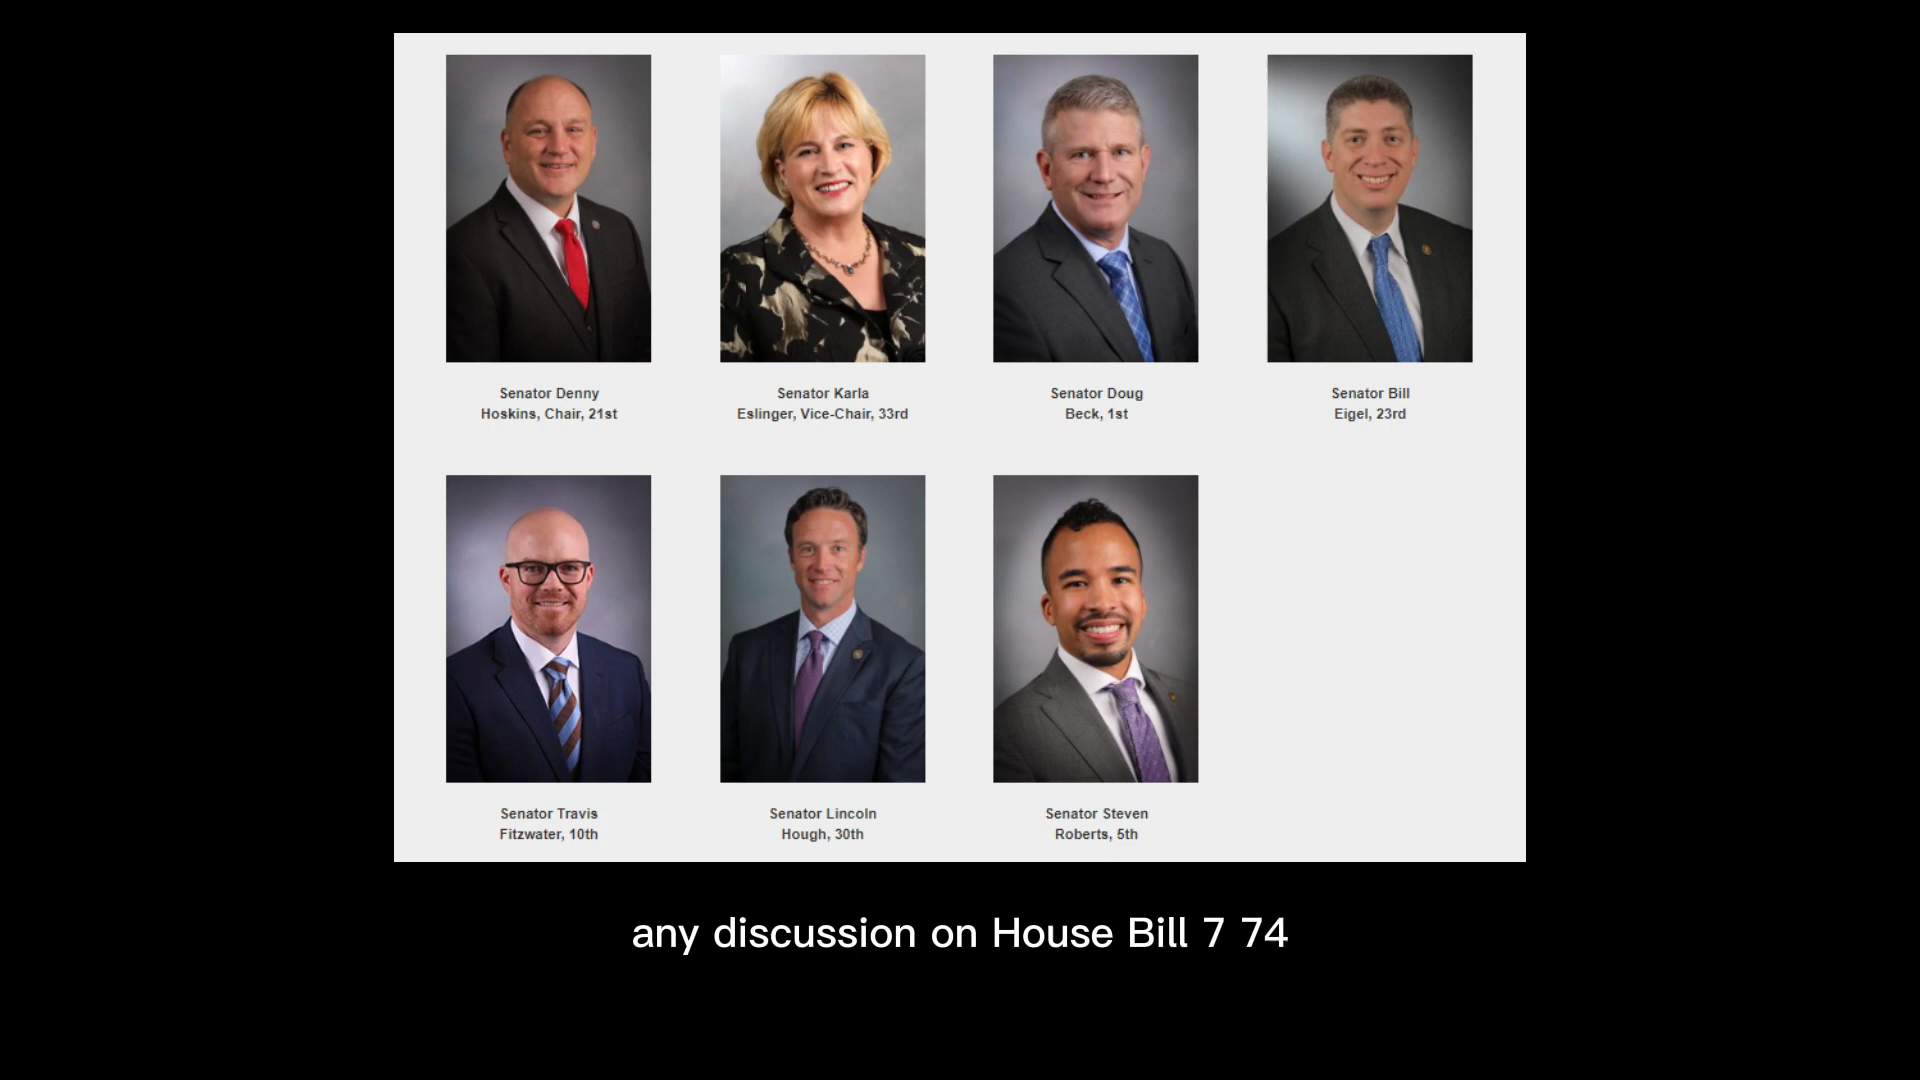 Senator Denny
Hoskins, Chair, 21st
Senator Karla
Eslinger, Vice-Chair, 33rd
Senator Doug
Beck, 1st
Senator Bill
Eigel, 23rd
Senator Travis
Fitzwater, 10th
Senator Lincoln
Hough, 30th
Senator Steven
Roberts, 5th
any discussion on House Bill 7 74